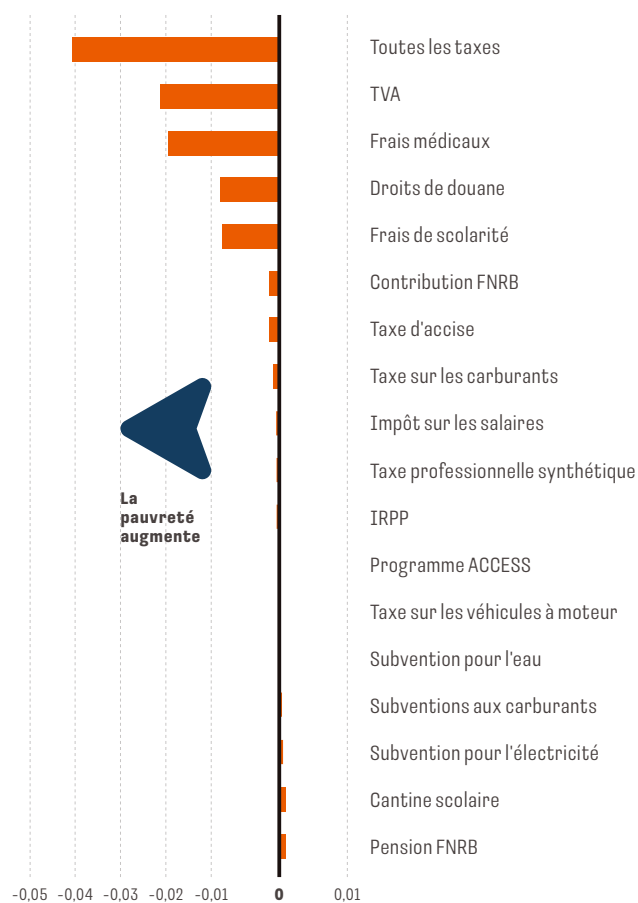 Toutes les taxes
TVA
Frais médicaux
Droits de douane
Frais de scolarité
Contribution FNRB
Taxe d'accise
Taxe sur les carburants
Impôt sur les salaires
Taxe professionnelle synthétique
La
pauvreté
augmente
IRPP
Programme ACCESS
Taxe sur les véhicules à moteur
Subvention pour l'eau
Subventions aux carburants
Subvention pour l'électricité
Cantine scolaire
Pension FNRB
-0,05 -0,04 -0,03 -0,02 -0,01 0 0,01